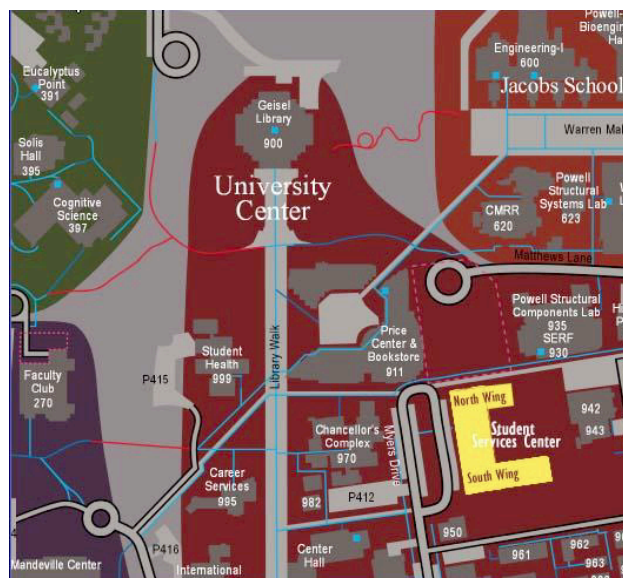 Powell-
Bioengin
Ha
Engineering-I
600
Jacobs School
Eucalyptus
Point
391
Geisel
Library
900
Warren Mal
Solis
Hall
395
Powell
Structural
Systems Lab
623
University
Center
Cognitive
Science
397
CMRR
620
Matthews Lane
Powell Structural
Components Lab
935
SERF
930
Price
Center &
Bookstore
911
Library Walk
Student
Health
999
P415
Faculty
Club
270
North Wing
Student
Services Center
South Wing
942
943
Chancellor's
Complex
970
Myers Drive
Career
Services
995
982
P412
950
P416
Center
Hall
961
962
963
Mandeville Center
International